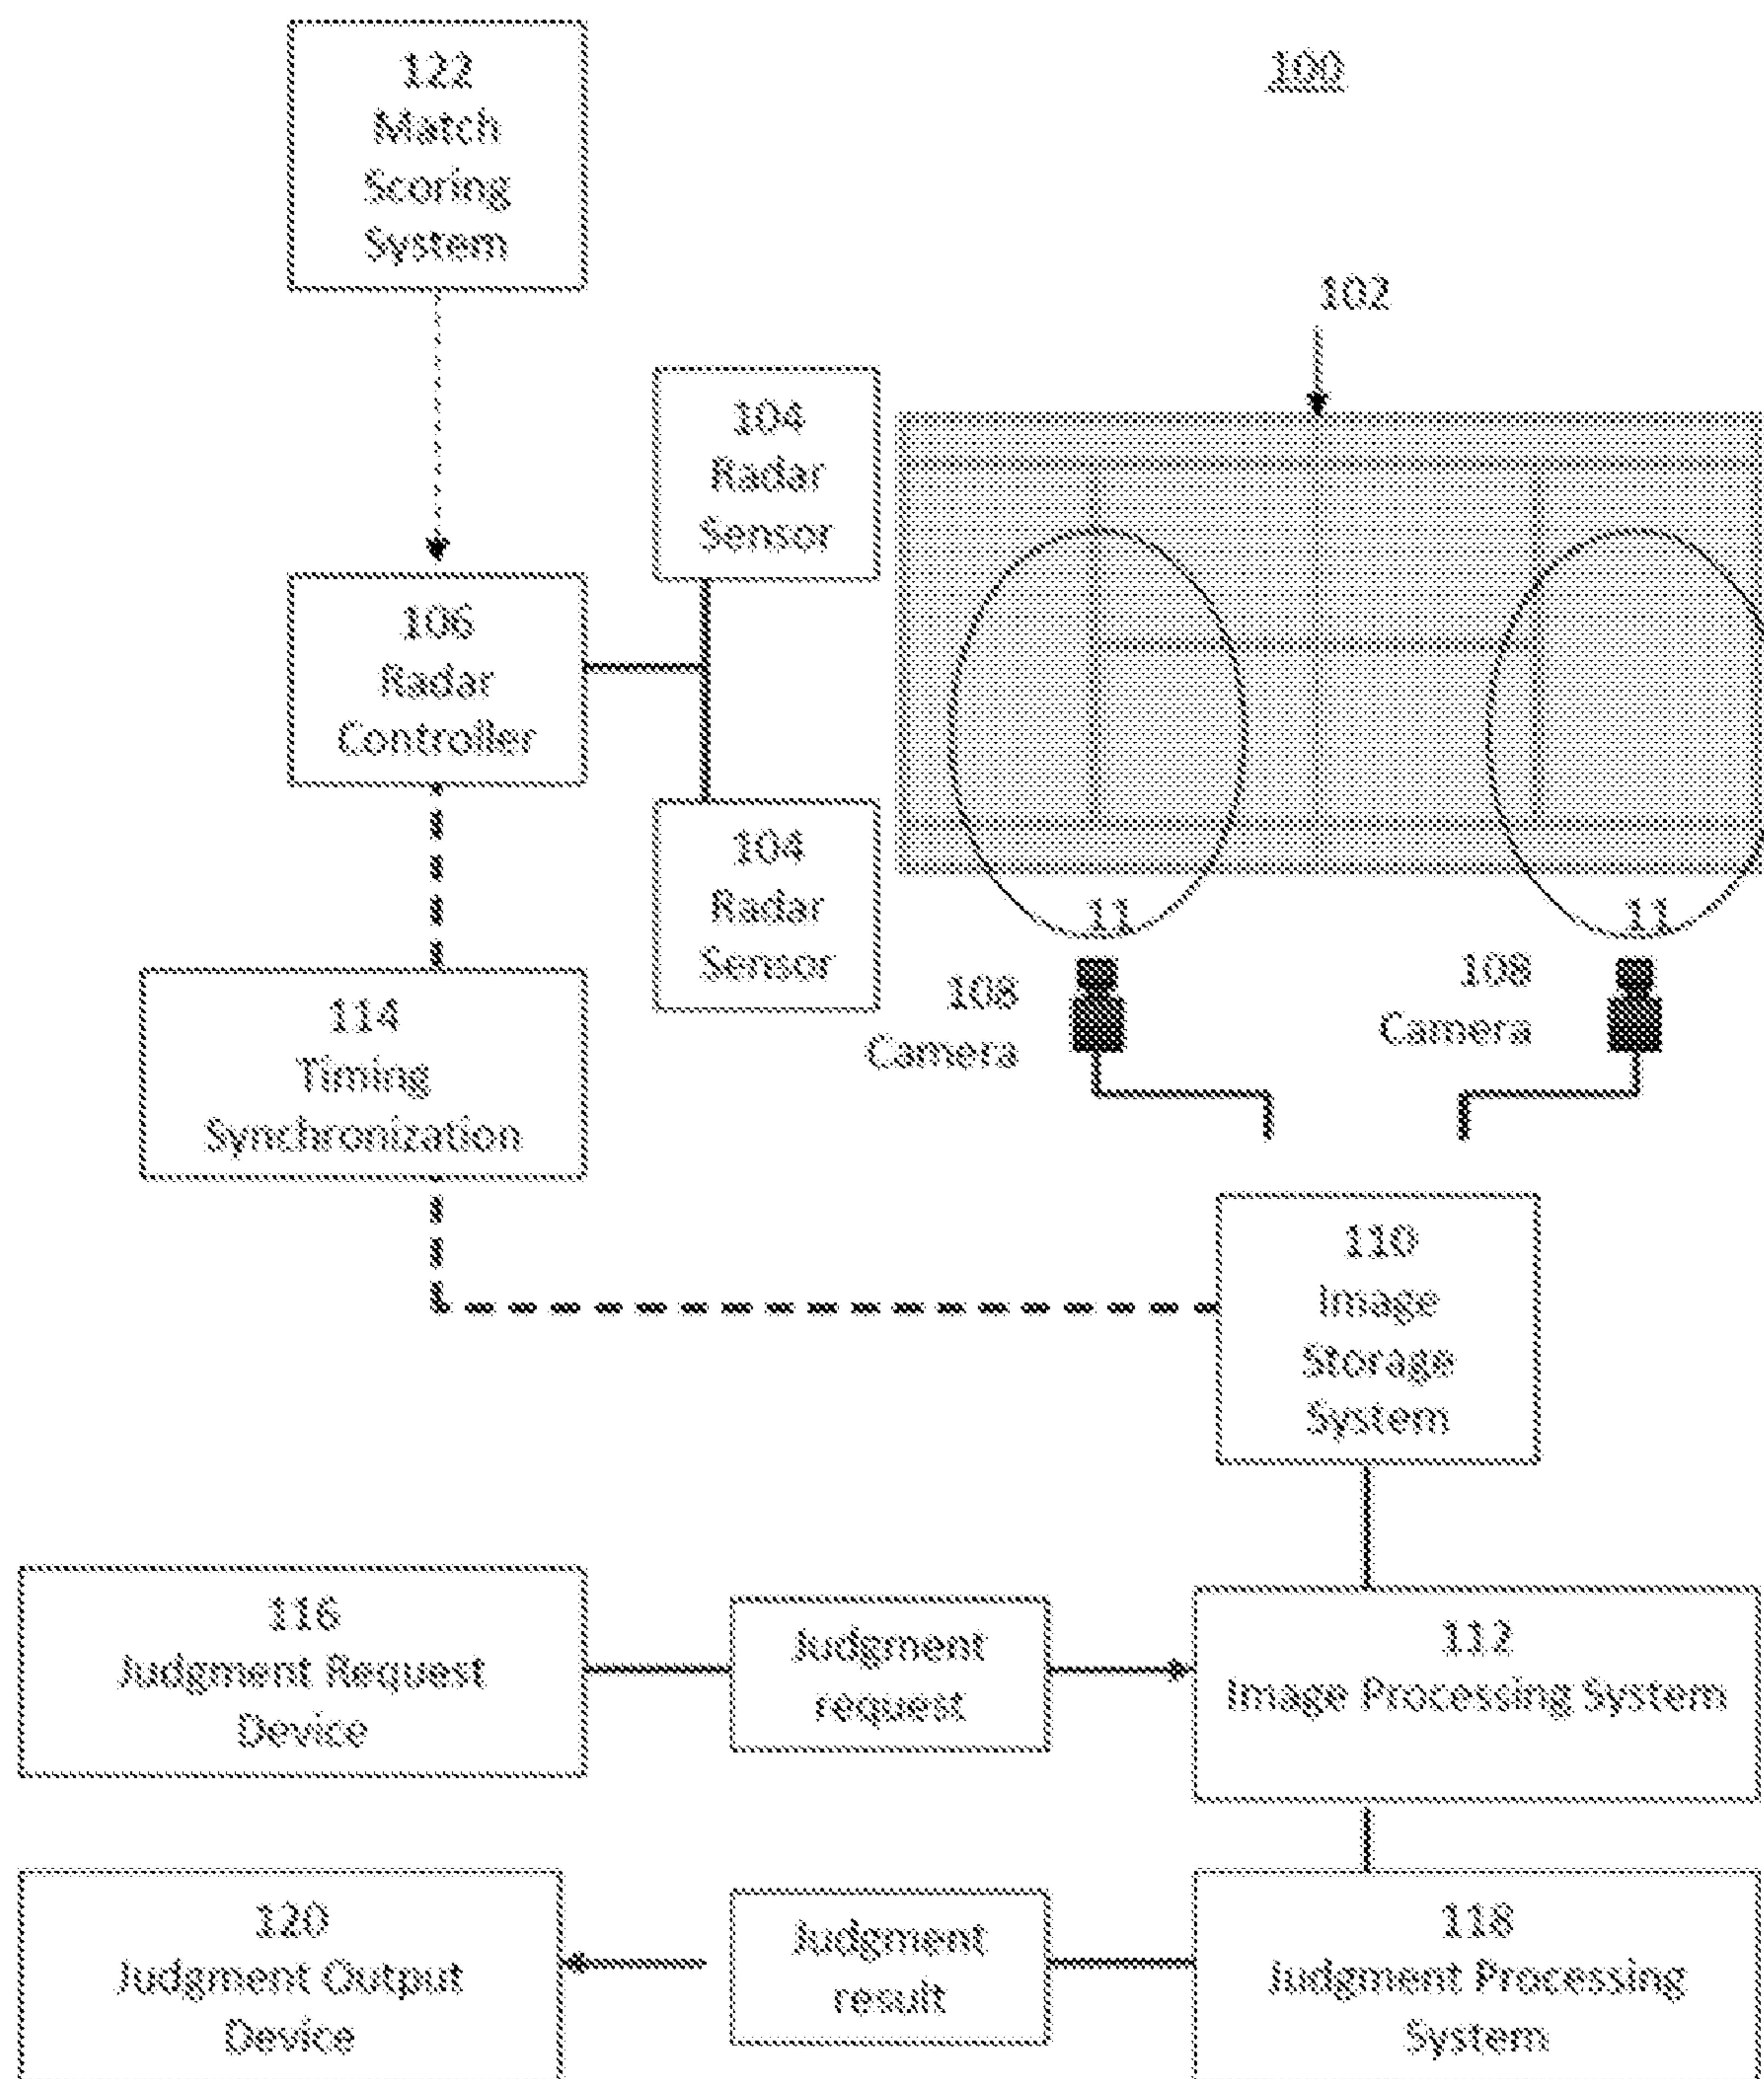 122
Match
Scoring
System
100
102
104
Radar
Sensor
106
Radar
Controller
104
Radar
Sensor
11
11
108
Camera
108
Camera
114
Timing
Synchronization
110
Image
Storage
System
116
Judgment Request
Device
Judgment
request
112
Image Processing System
120
Judgment Output
Device
Judgment
result
118
Judgment Processing
System